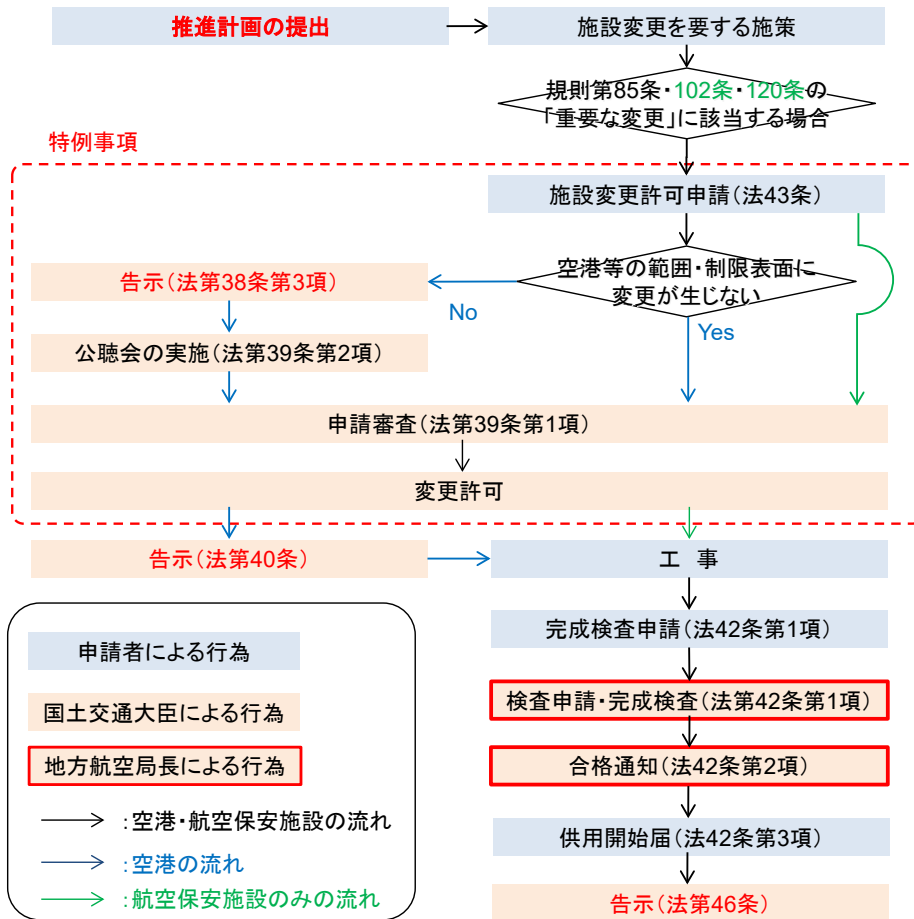 推進計画の提出
施設変更を要する施策
規則第85条・102条・120条の
「重要な変更」に該当する場合
特例事項
施設変更許可申請(法43条)
空港等の範囲・制限表面に
変更が生じない
No
Yes
告示(法第38条第3項)
公聴会の実施(法第39条第2項)
申請審査(法第39条第1項)
変更許可
告示(法第40条)
工 事
完成検査申請(法42条第1項)
検査申請・完成検査(法第42条第1項)
合格通知(法42条第2項)
供用開始届(法42条第3項)
告示(法第46条)
申請者による行為
国土交通大臣による行為
地方航空局長による行為
:空港・航空保安施設の流れ
:空港の流れ
:航空保安施設のみの流れ